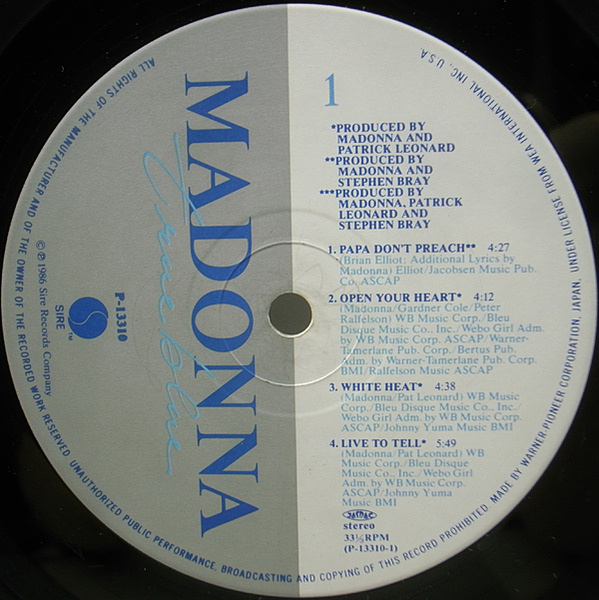 MADONNA
True blue
P-13310
SIRE
TM
℗ © 1986 Sire Records Company
1
*PRODUCED BY
MADONNA AND
PATRICK LEONARD
**PRODUCED BY
MADONNA AND
STEPHEN BRAY
***PRODUCED BY
MADONNA, PATRICK
LEONARD AND
STEPHEN BRAY
1. PAPA DON'T PREACH** 4:27
(Brian Elliot: Additional Lyrics by
Madonna) Elliot/Jacobsen Music Pub.
Co. ASCAP
2. OPEN YOUR HEART* 4:12
(Madonna/Gardner Cole/Peter
Ralfelson) WB Music Corp./Bleu
Disque Music Co., Inc./Webo Girl Adm.
by WB Music Corp. ASCAP/Warner-
Tamerlane Pub. Corp./Bertus Pub.
Adm. by Warner-Tamerlane Pub. Corp.
BMI/Ralfelson Music ASCAP
3. WHITE HEAT* 4:38
(Madonna/Pat Leonard) WB Music
Corp./Bleu Disque Music Co., Inc./
Webo Girl Adm. by WB Music Corp.
ASCAP/Johnny Yuma Music BMI
4. LIVE TO TELL* 5:49
(Madonna/Pat Leonard) WB
Music Corp./Bleu Disque
Music Co., Inc./Webo Girl
Adm. by WB Music Corp.
ASCAP/Johnny Yuma
Music BMI
JASRAC
stereo
33⅓RPM
(P-13310-1)
ALL RIGHTS OF THE MANUFACTURER AND OF THE OWNER OF THE RECORDED WORK RESERVED. UNAUTHORIZED PUBLIC PERFORMANCE, BROADCASTING AND COPYING OF THIS RECORD PROHIBITED. MADE BY WARNER-PIONEER CORPORATION, JAPAN. UNDER LICENSE FROM WEA INTERNATIONAL INC., U.S.A.